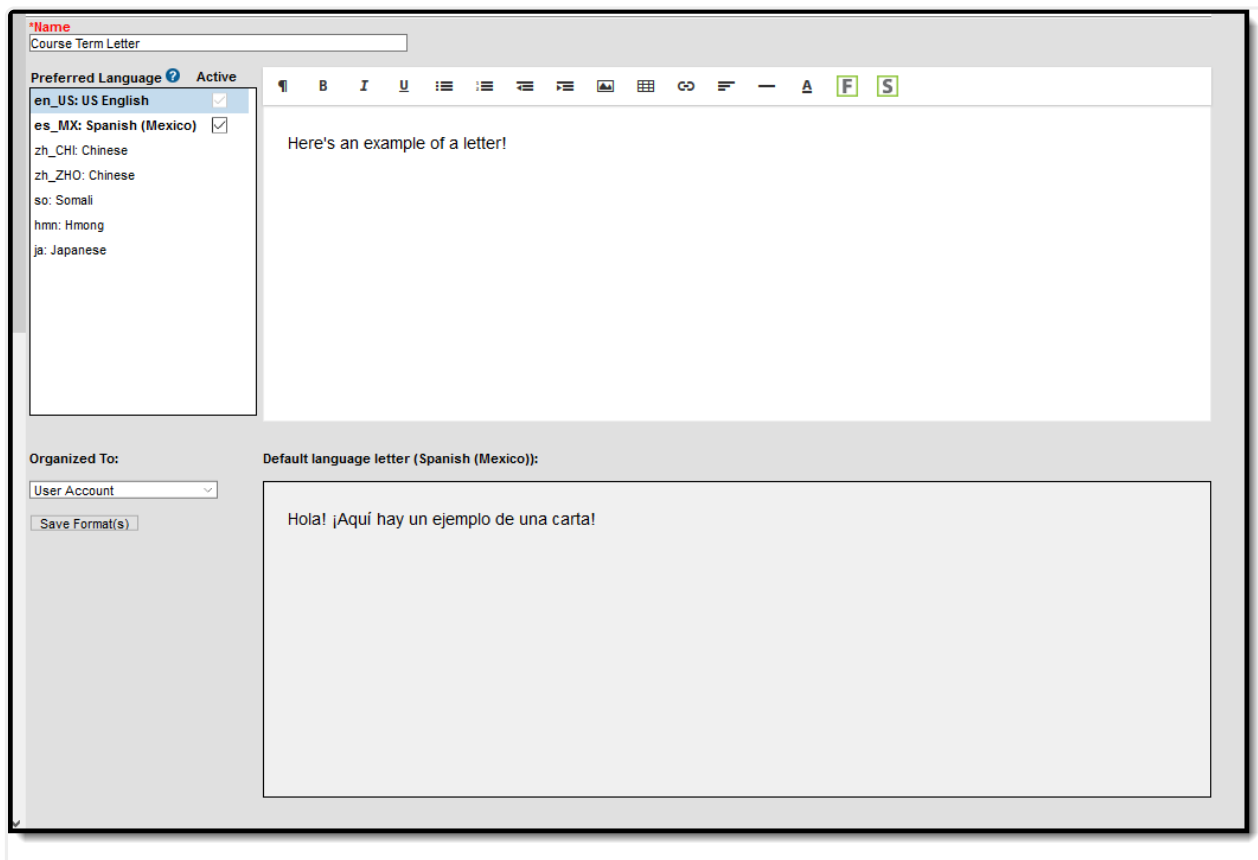 *Name
Course Term Letter
Preferred Language ? Active
en_US: US English
es_MX: Spanish (Mexico)
zh_CHI: Chinese
zh_ZHO: Chinese
so: Somali
hmn: Hmong
ja: Japanese
¶ B I U A F S
Here's an example of a letter!
Organized To:
User Account
Save Format(s)
Default language letter (Spanish (Mexico)):
Hola! ¡Aquí hay un ejemplo de una carta!